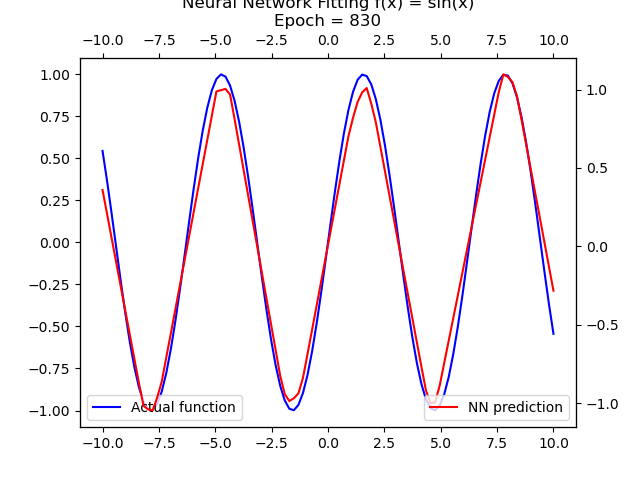 Neural Network Fitting f(x) = sin(x)
Epoch = 830
−10.0 −7.5 −5.0 −2.5 0.0 2.5 5.0 7.5 10.0
1.00
0.75
0.50
0.25
0.00
−0.25
−0.50
−0.75
−1.00
1.0
0.5
0.0
−0.5
−1.0
Actual function
NN prediction
−10.0 −7.5 −5.0 −2.5 0.0 2.5 5.0 7.5 10.0